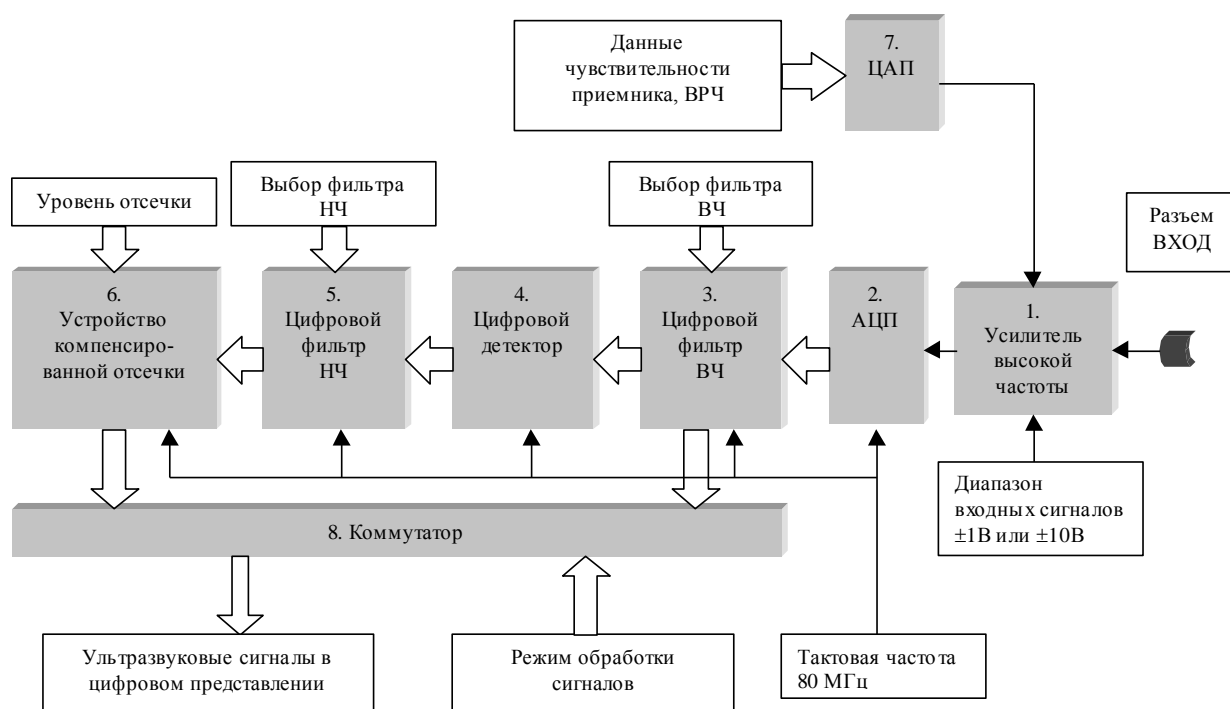 Данные
чувствительности
приемника, ВРЧ
7.
ЦАП
Уровень отсечки
Выбор фильтра
НЧ
Выбор фильтра
ВЧ
Разъем
ВХОД
6.
Устройство
компенсиро-
ванной отсечки
5.
Цифровой
фильтр
НЧ
4.
Цифровой
детектор
3.
Цифровой
фильтр
ВЧ
2.
АЦП
1.
Усилитель
высокой
частоты
8. Коммутатор
Диапазон
входных сигналов
±1В или ±10В
Ультразвуковые сигналы в
цифровом представлении
Режим обработки
сигналов
Тактовая частота
80 МГц